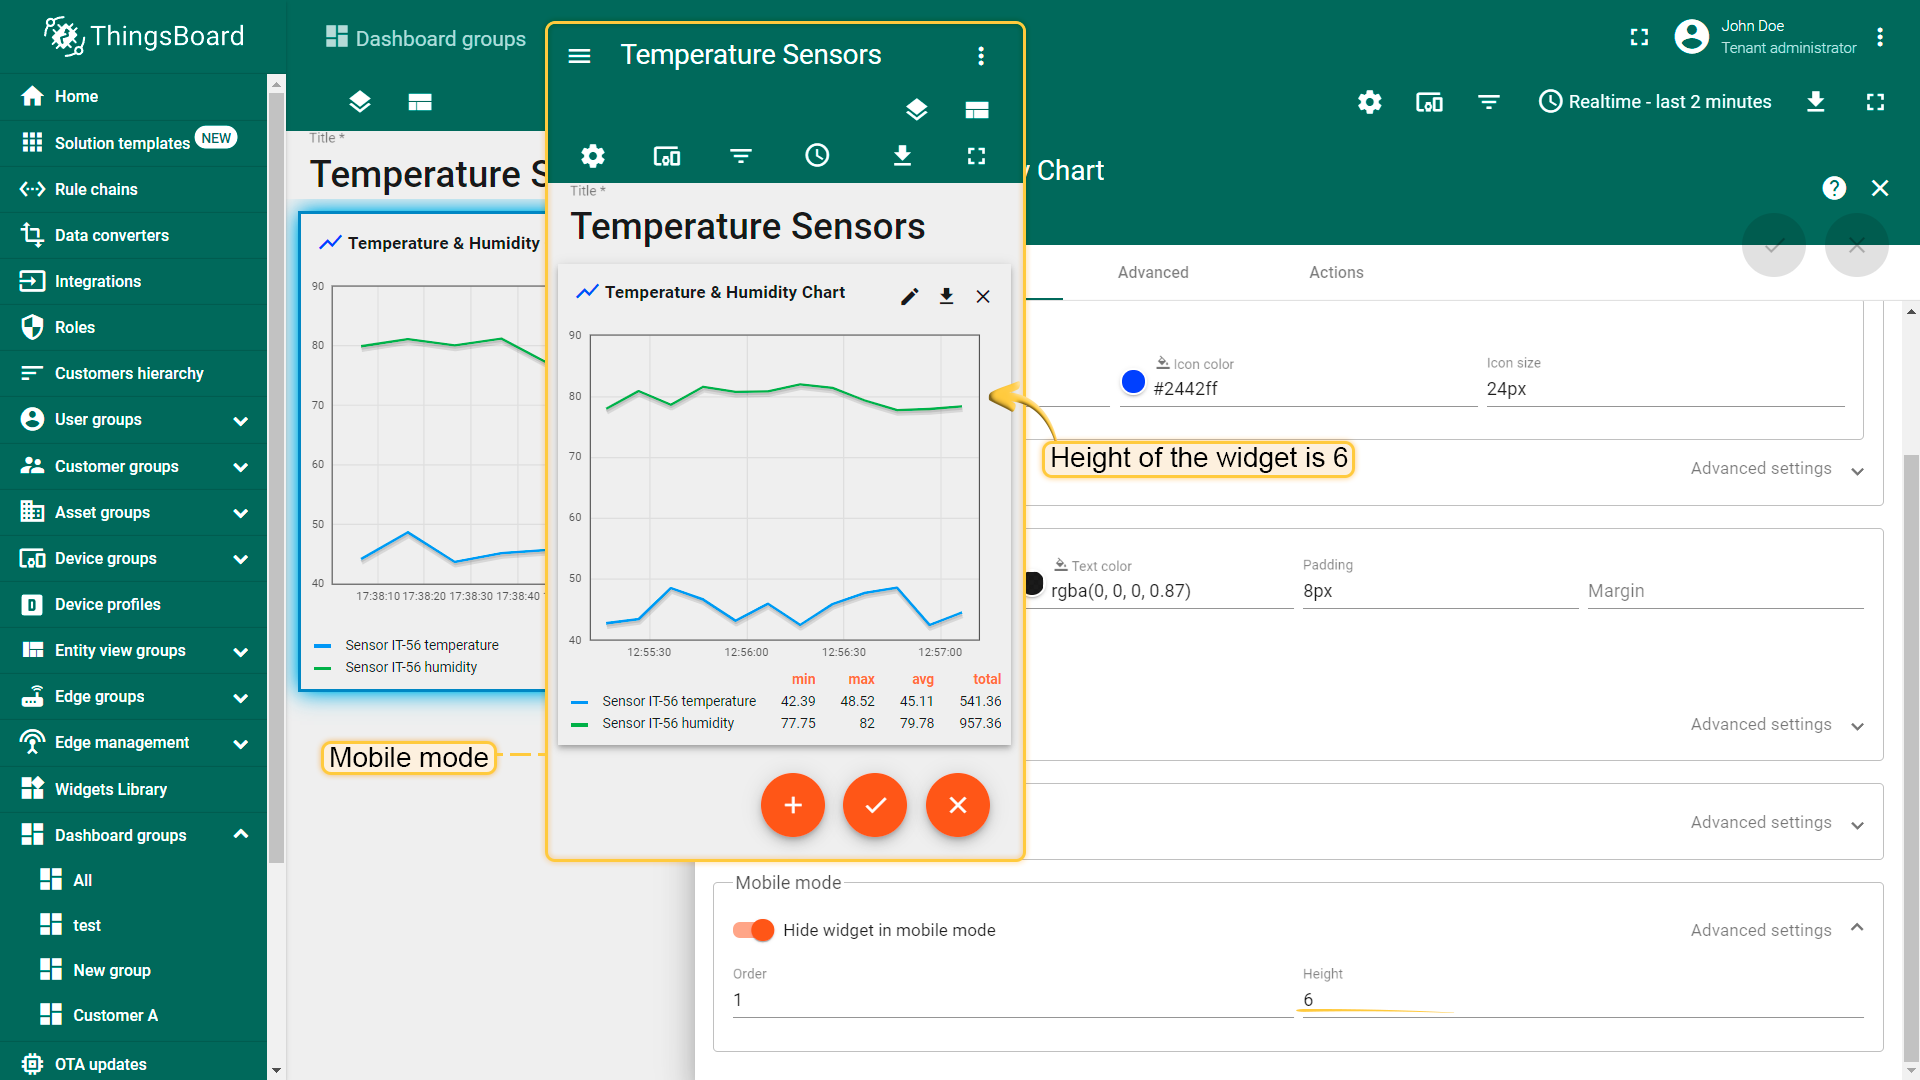 ThingsBoard
Home
Solution templates NEW
Rule chains
Data converters
Integrations
Roles
Customers hierarchy
User groups
Customer groups
Asset groups
Device groups
Device profiles
Entity view groups
Edge groups
Edge management
Widgets Library
Dashboard groups
All
test
New group
Customer A
OTA updates
Dashboard groups
John Doe
Tenant administrator
Realtime - last 2 minutes
Title *
Temperature S
Temperature & Humidity
90
80
70
60
50
40
17:38:10 17:38:20 17:38:30 17:38:40
Sensor IT-56 temperature
Sensor IT-56 humidity
Mobile mode
Temperature Sensors
Title *
Temperature Sensors
Temperature & Humidity Chart
90
80
70
60
50
40
12:55:30 12:56:00 12:56:30 12:57:00
min max avg total
Sensor IT-56 temperature 42.39 48.52 45.11 541.36
Sensor IT-56 humidity 77.75 82 79.78 957.36
Height of the widget is 6
y Chart
Advanced Actions
Icon color
#2442ff
Icon size
24px
Advanced settings
Text color
rgba(0, 0, 0, 0.87)
Padding
8px
Margin
Advanced settings
Advanced settings
Mobile mode
Hide widget in mobile mode
Advanced settings
Order
1
Height
6